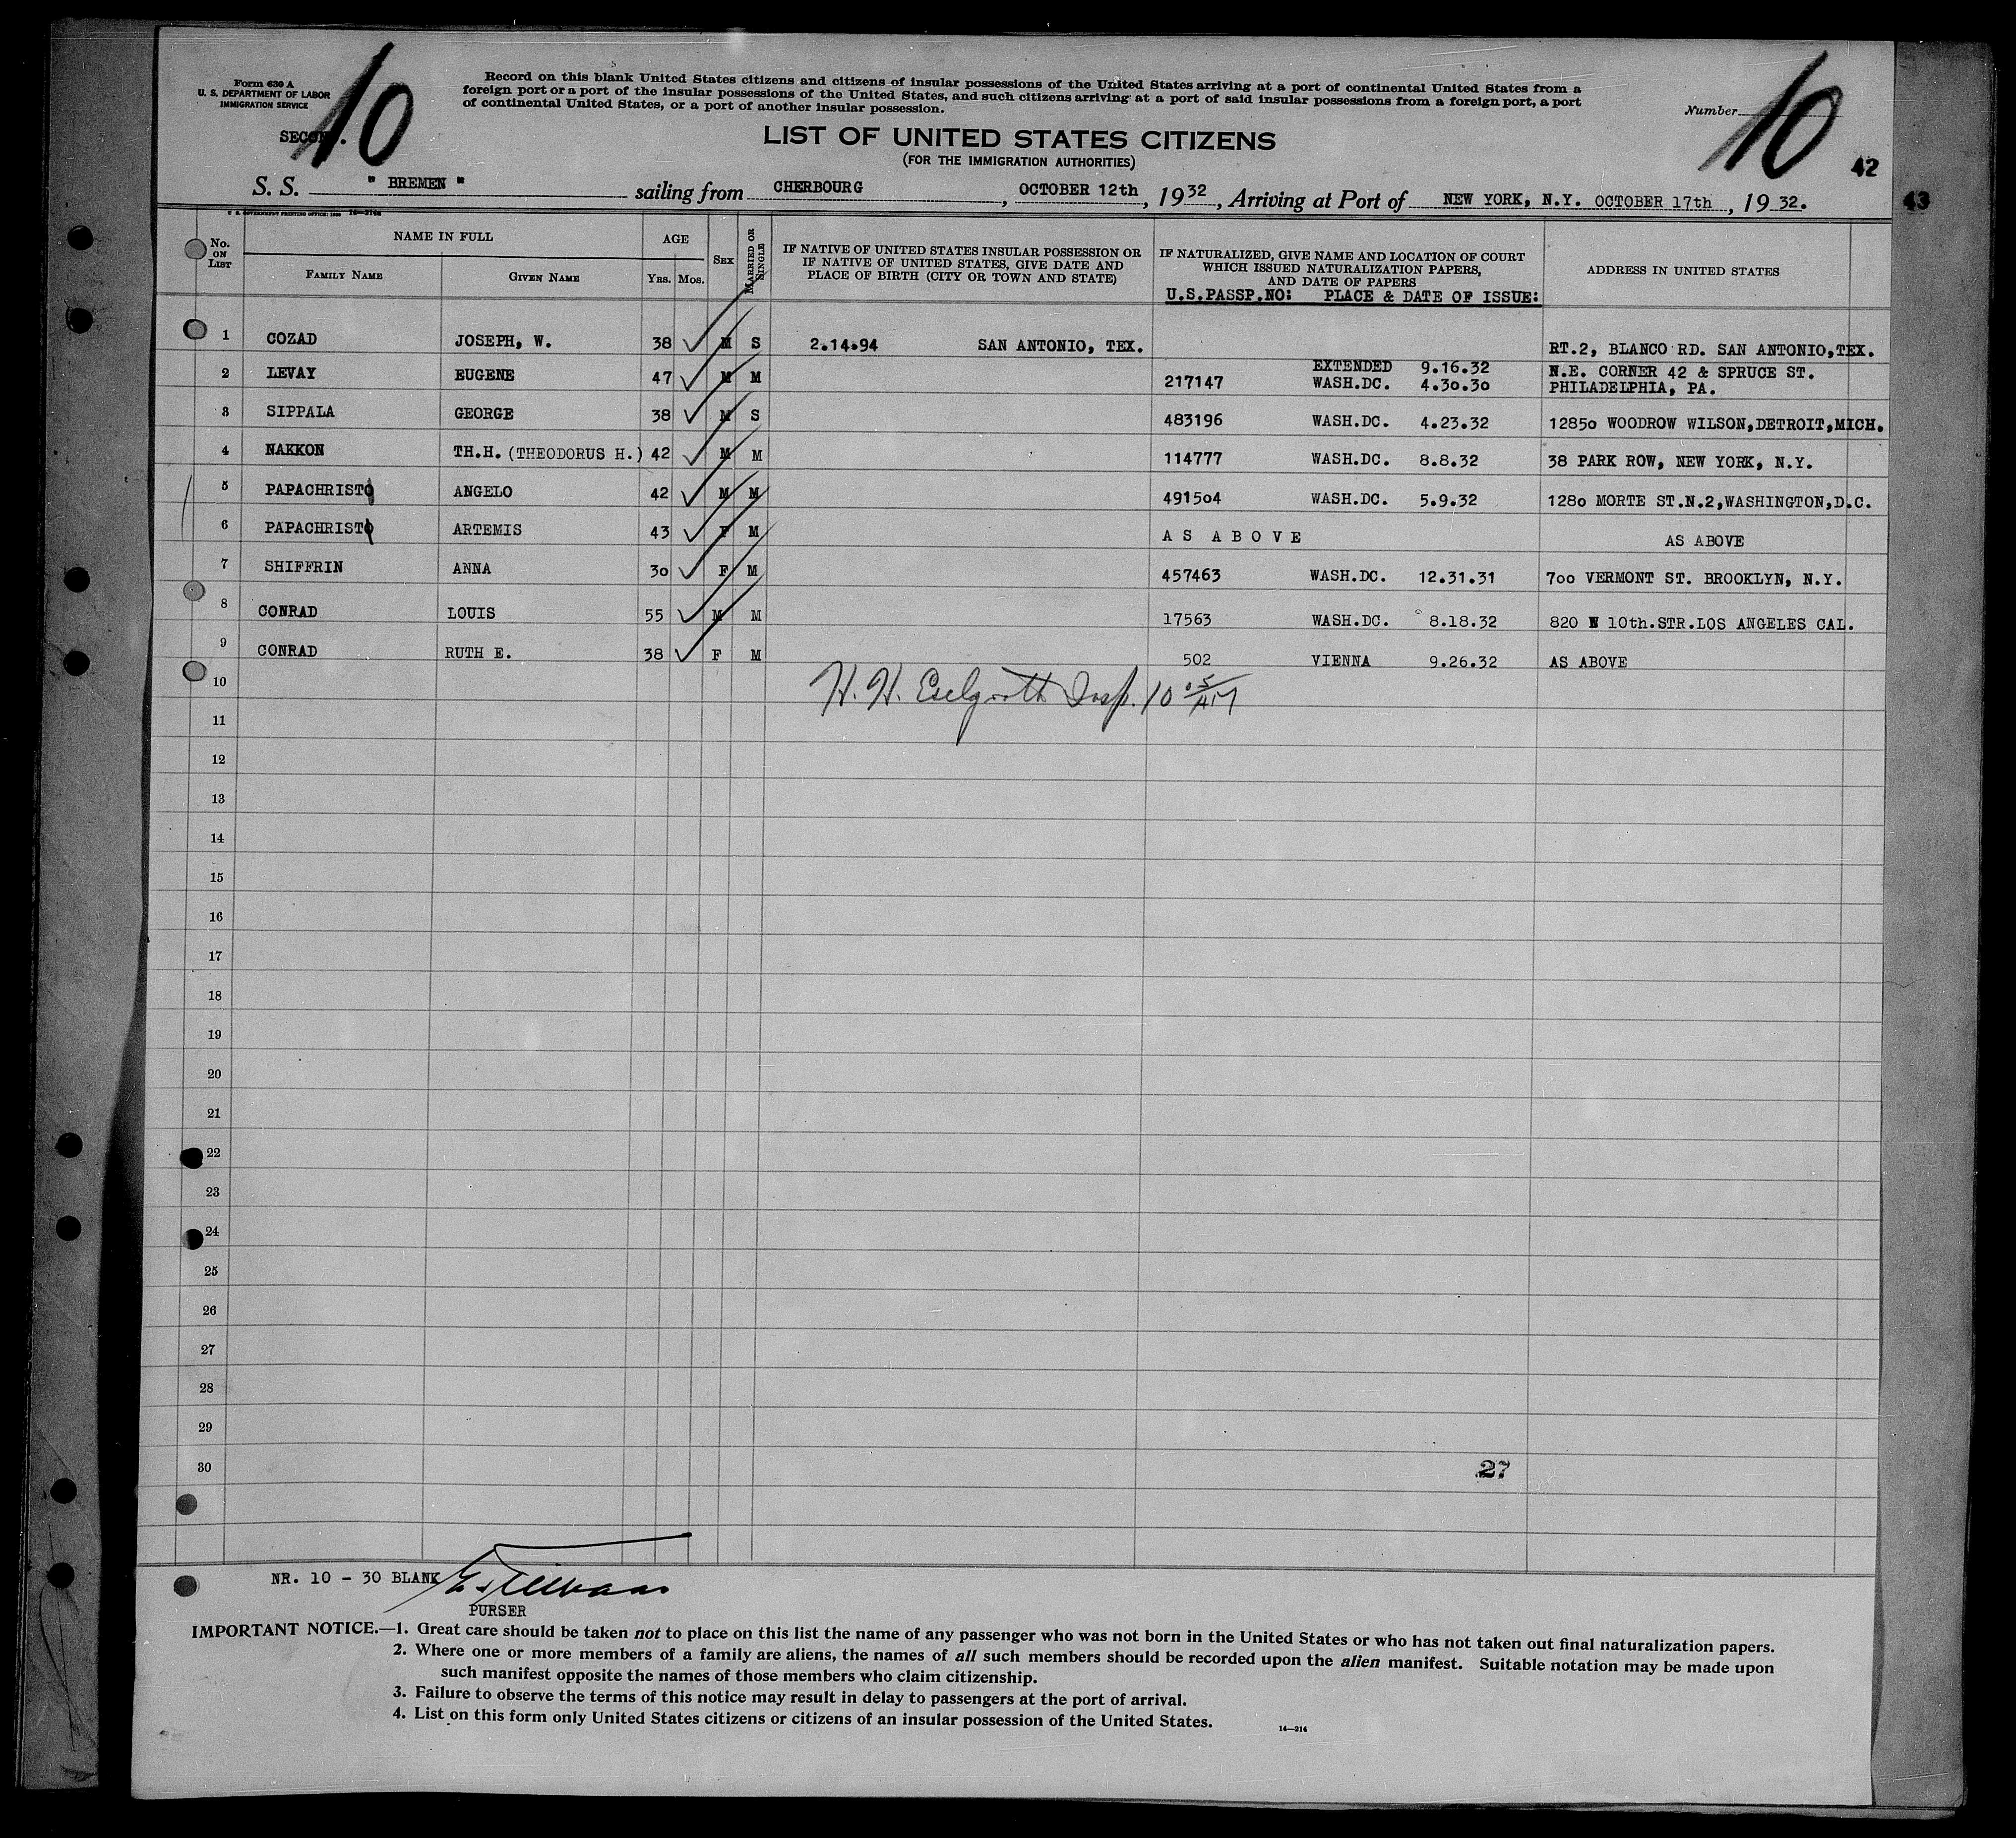 Form 630 A
U. S. DEPARTMENT OF LABOR
IMMIGRATION SERVICE
10
Record on this blank United States citizens and citizens of insular possessions of the United States arriving at a port of continental United States from a
foreign port or a port of the insular possessions of the United States, and such citizens arriving at a port of said insular possessions from a foreign port, a port
of continental United States, or a port of another insular possession.
Number 10
LIST OF UNITED STATES CITIZENS
(FOR THE IMMIGRATION AUTHORITIES)
42
43
S. S. " BREMEN " sailing from CHERBOURG, OCTOBER 12th, 1932, Arriving at Port of NEW YORK, N.Y. OCTOBER 17th, 1932.
No. ON LIST
NAME IN FULL
FAMILY NAME GIVEN NAME
AGE
YRS. MOS.
SEX
MARRIED OR SINGLE
IF NATIVE OF UNITED STATES INSULAR POSSESSION OR
IF NATIVE OF UNITED STATES, GIVE DATE AND
PLACE OF BIRTH (CITY OR TOWN AND STATE)
IF NATURALIZED, GIVE NAME AND LOCATION OF COURT
WHICH ISSUED NATURALIZATION PAPERS,
AND DATE OF PAPERS
U.S.PASSP.NO: PLACE & DATE OF ISSUE:
ADDRESS IN UNITED STATES
1 COZAD JOSEPH, W. 38 M S 2.14.94 SAN ANTONIO, TEX. RT.2, BLANCO RD. SAN ANTONIO,TEX.
EXTENDED 9.16.32 N.E. CORNER 42 & SPRUCE ST.
2 LEVAY EUGENE 47 M M 217147 WASH.DC. 4.30.30 PHILADELPHIA, PA.
3 SIPPALA GEORGE 38 M S 483196 WASH.DC. 4.23.32 12850 WOODROW WILSON,DETROIT,MICH.
4 NAKKON TH.H. (THEODORUS H.) 42 M M 114777 WASH.DC. 8.8.32 38 PARK ROW, NEW YORK, N.Y.
5 PAPACHRISTO ANGELO 42 M M 491504 WASH.DC. 5.9.32 1280 MORTE ST.N.2,WASHINGTON,D.C.
6 PAPACHRISTO ARTEMIS 43 F M AS ABOVE AS ABOVE
7 SHIFFRIN ANNA 30 F M 457463 WASH.DC. 12.31.31 700 VERMONT ST. BROOKLYN, N.Y.
8 CONRAD LOUIS 55 M M 17563 WASH.DC. 8.18.32 820 W 10th.STR.LOS ANGELES CAL.
9 CONRAD RUTH E. 38 F M 502 VIENNA 9.26.32 AS ABOVE
10 H. H. Insp. 10 05 AM
11
12
13
14
15
16
17
18
19
20
21
22
23
24
25
26
27
28
29
30 27
NR. 10 - 30 BLANK
PURSER
IMPORTANT NOTICE.—1. Great care should be taken not to place on this list the name of any passenger who was not born in the United States or who has not taken out final naturalization papers.
2. Where one or more members of a family are aliens, the names of all such members should be recorded upon the alien manifest. Suitable notation may be made upon
such manifest opposite the names of those members who claim citizenship.
3. Failure to observe the terms of this notice may result in delay to passengers at the port of arrival.
4. List on this form only United States citizens or citizens of an insular possession of the United States.
14—214